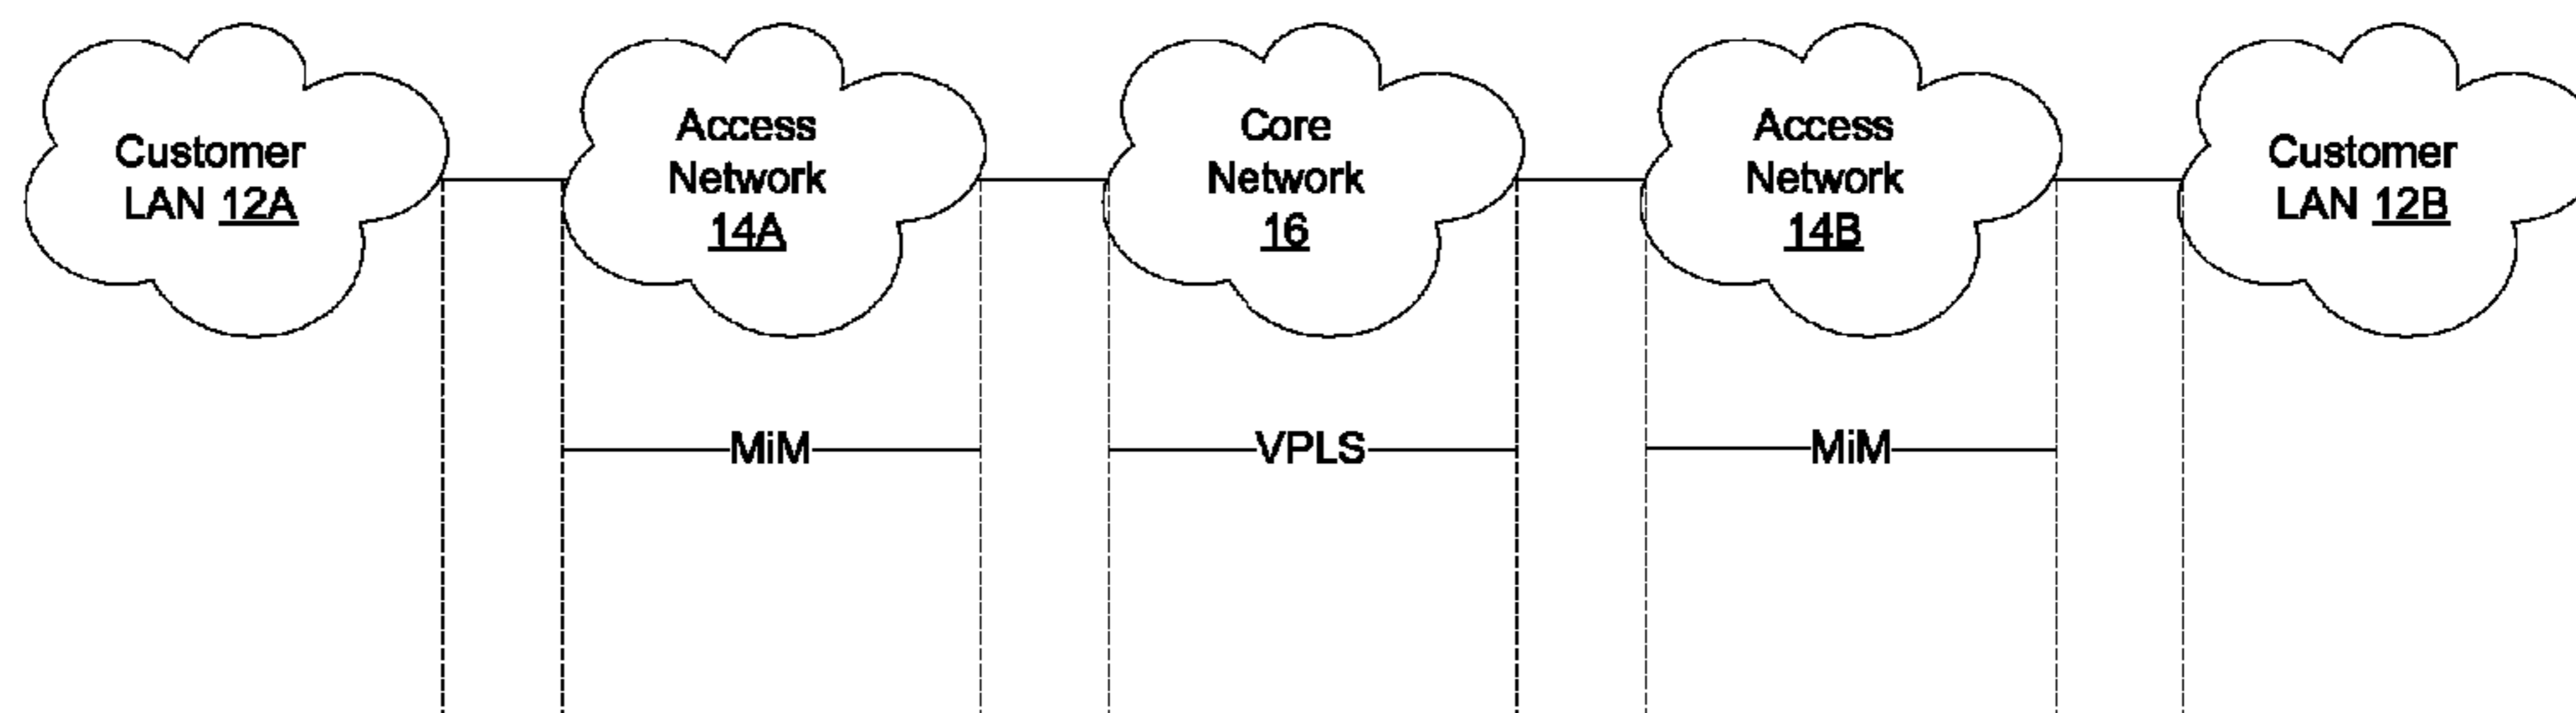 Customer
LAN 12A
Access
Network
14A
Core
Network
16
Access
Network
14B
Customer
LAN 12B
MiM
VPLS
MiM